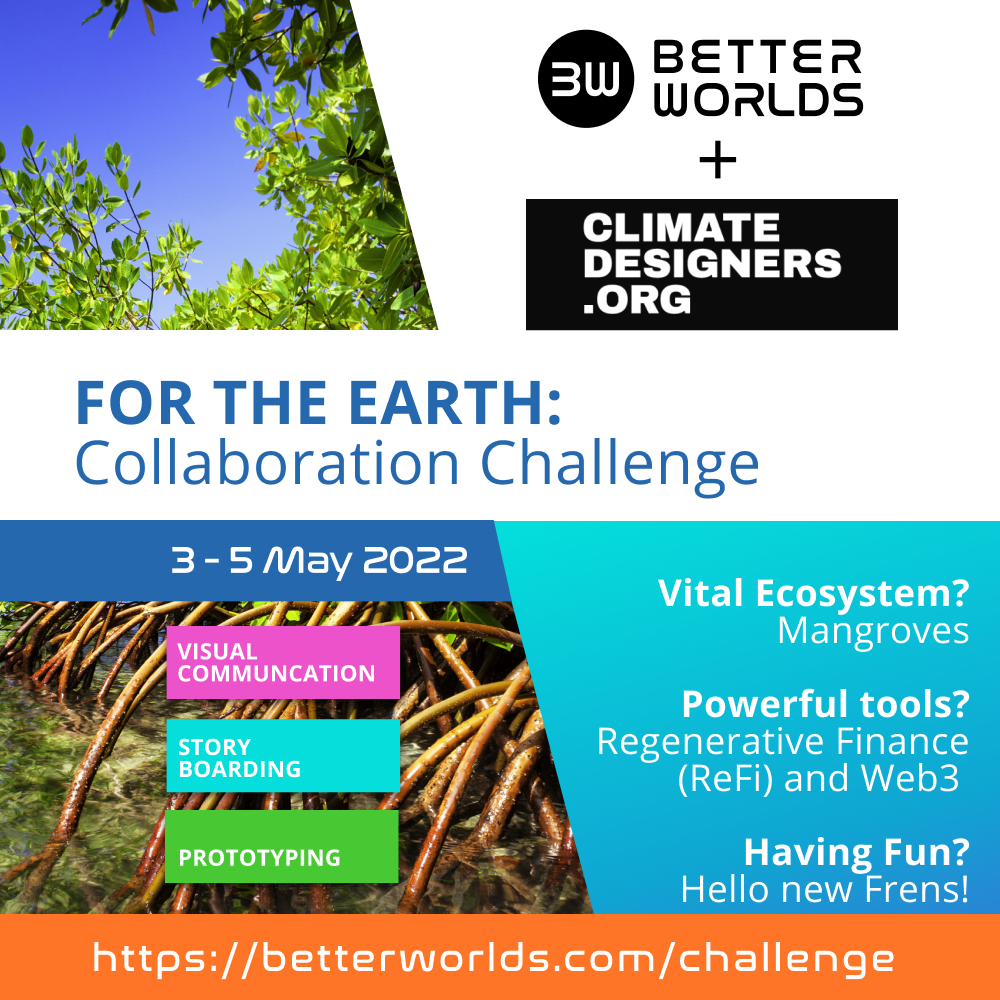 3W
BETTER
WORLDS
+
CLIMATE
DESIGNERS
.ORG
FOR THE EARTH:
Collaboration Challenge
3 - 5 May 2022
VISUAL
COMMUNCATION
STORY
BOARDING
PROTOTYPING
Vital Ecosystem?
Mangroves
Powerful tools?
Regenerative Finance
(ReFi) and Web3
Having Fun?
Hello new Frens!
https://betterworlds.com/challenge